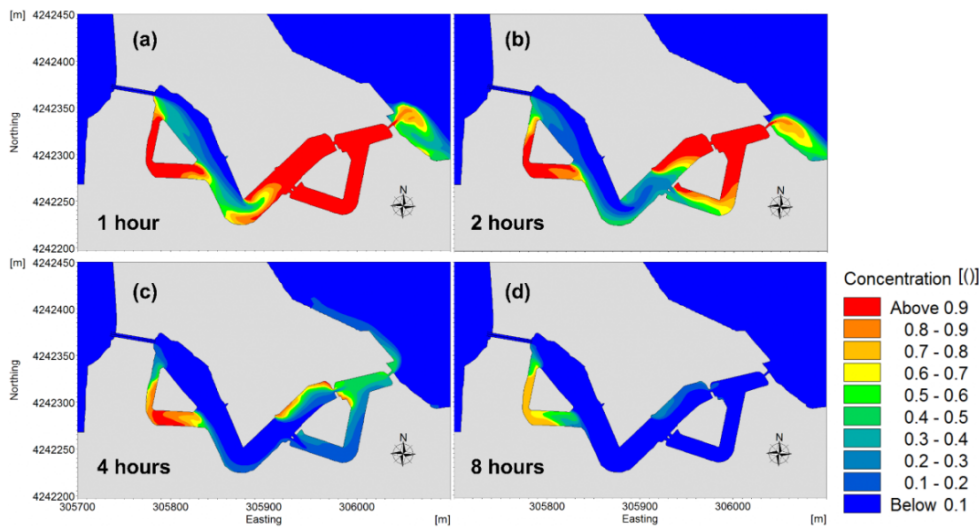 [m]
4242450
4242400
4242350
4242300
4242250
4242200
Northing
(a)
1 hour
N
(b)
2 hours
N
[m]
4242450
4242400
4242350
4242300
4242250
4242200
Northing
(c)
4 hours
N
305700 305800 305900 306000
Easting [m]
(d)
8 hours
N
305800 305900 306000
Easting [m]
Concentration [()]
Above 0.9
0.8 - 0.9
0.7 - 0.8
0.6 - 0.7
0.5 - 0.6
0.4 - 0.5
0.3 - 0.4
0.2 - 0.3
0.1 - 0.2
Below 0.1